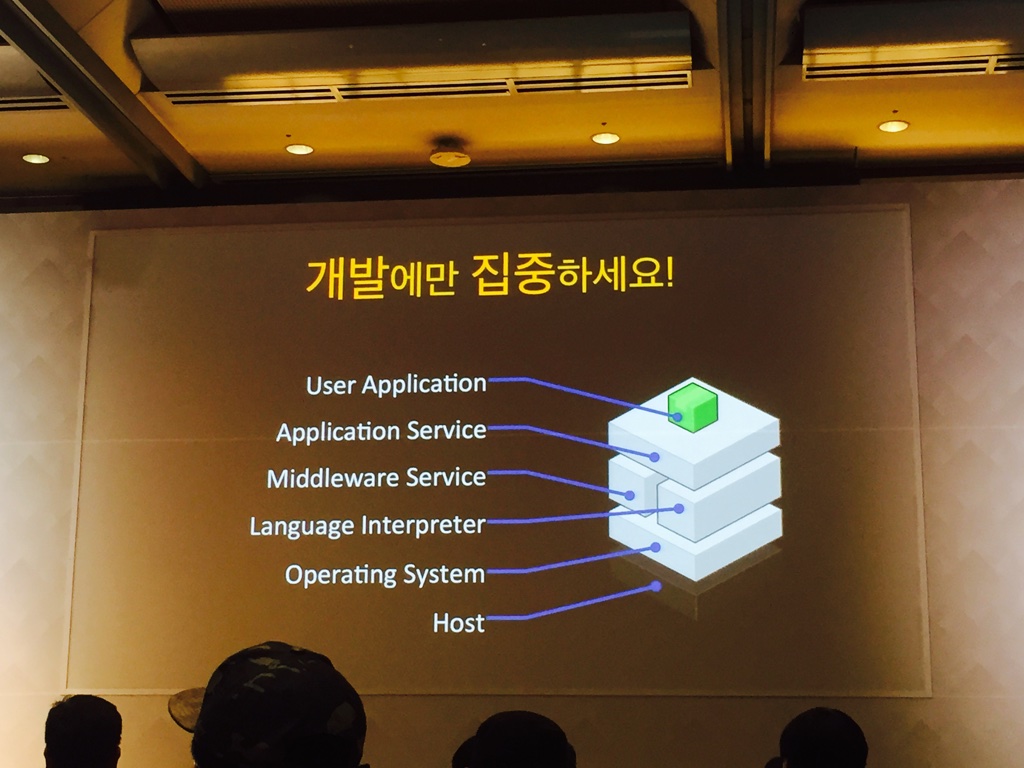 개발에만 집중하세요!
User Application
Application Service
Middleware Service
Language Interpreter
Operating System
Host